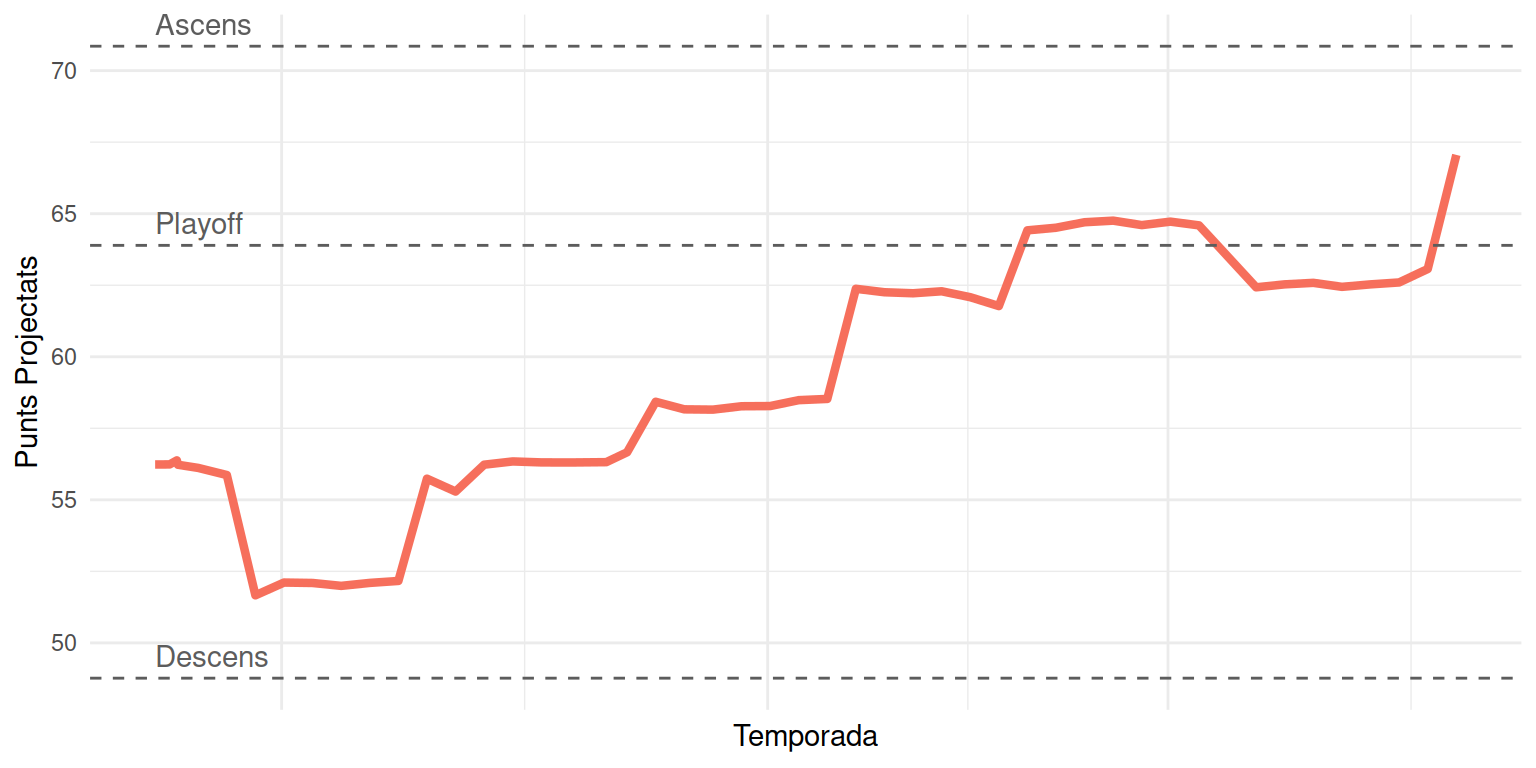 Ascens
70
65
Playoff
60
55
50
Descens
Punts Projectats
Temporada